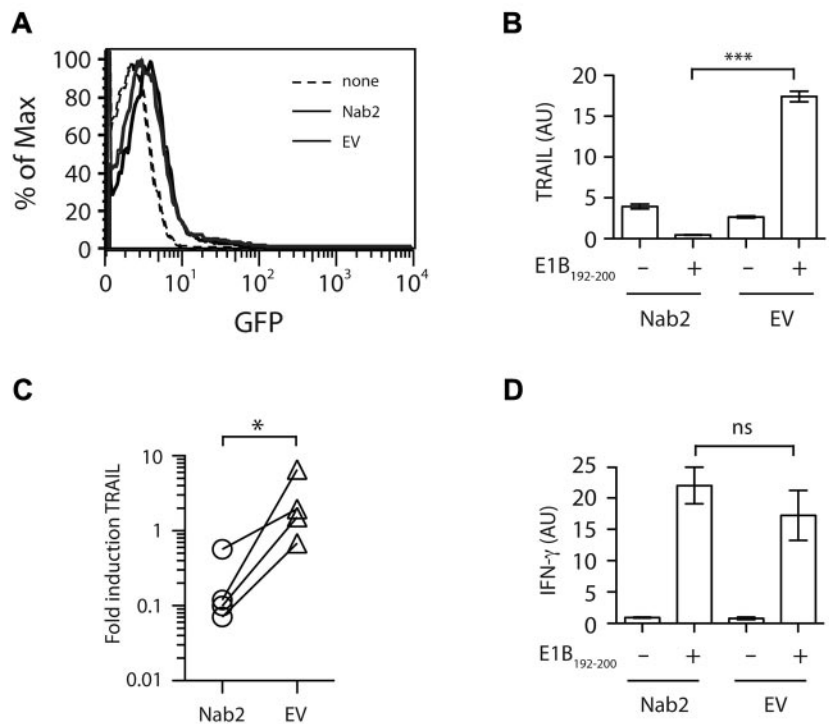 A
% of Max
100
80
60
40
20
0
none
Nab2
EV
0 10¹ 10² 10³ 10⁴
GFP
B
TRAIL (AU)
20
15
10
5
0
***
E1B₁₉₂₋₂₀₀ – + – +
Nab2 EV
C
Fold induction TRAIL
10
1
0.1
0.01
*
Nab2 EV
D
IFN-γ (AU)
30
25
20
15
10
5
0
ns
E1B₁₉₂₋₂₀₀ – + – +
Nab2 EV